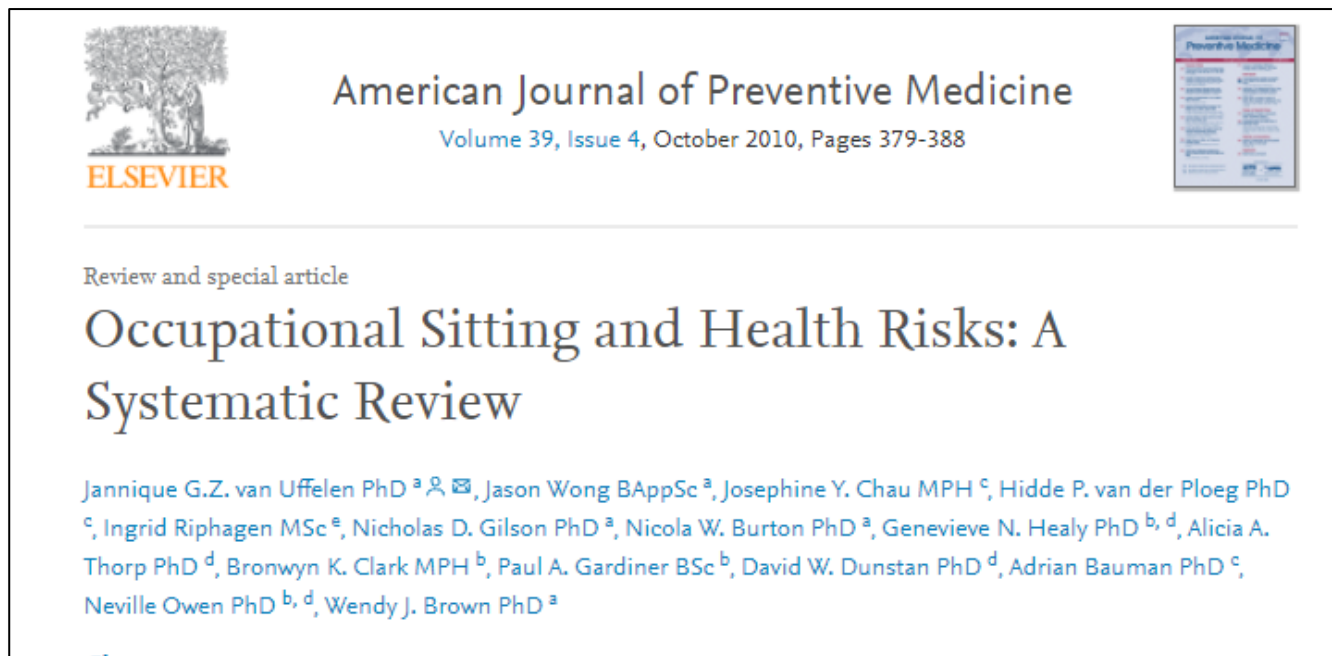 American Journal of Preventive Medicine
Volume 39, Issue 4, October 2010, Pages 379-388
ELSEVIER
Preventive Medicine
Review and special article
Occupational Sitting and Health Risks: A
Systematic Review
Jannique G.Z. van Uffelen PhD a, Jason Wong BAppSc a, Josephine Y. Chau MPH c, Hidde P. van der Ploeg PhD
c, Ingrid Riphagen MSc e, Nicholas D. Gilson PhD a, Nicola W. Burton PhD a, Genevieve N. Healy PhD b, d, Alicia A.
Thorp PhD d, Bronwyn K. Clark MPH b, Paul A. Gardiner BSc b, David W. Dunstan PhD d, Adrian Bauman PhD c,
Neville Owen PhD b, d, Wendy J. Brown PhD a